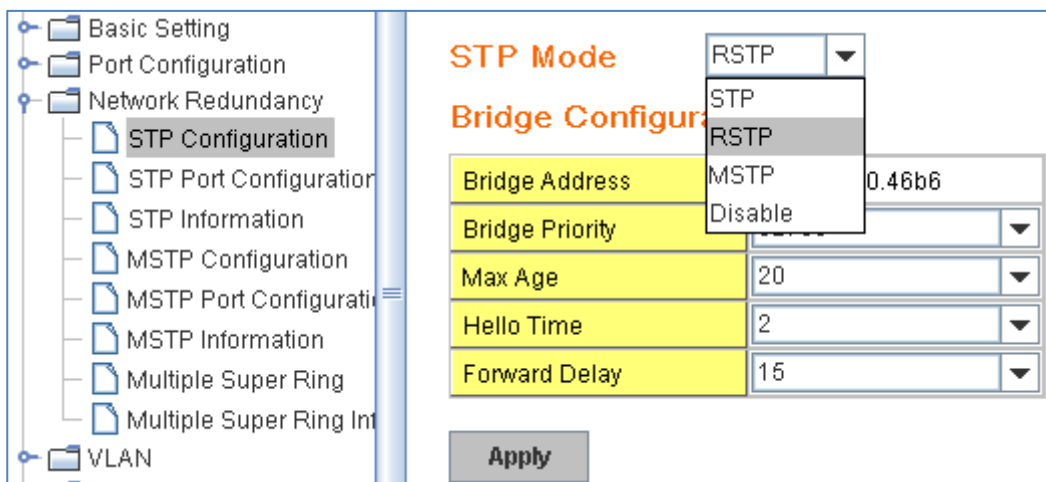 Basic Setting
Port Configuration
Network Redundancy
STP Configuration
STP Port Configuration
STP Information
MSTP Configuration
MSTP Port Configurati
MSTP Information
Multiple Super Ring
Multiple Super Ring Inf
VLAN
STP Mode
RSTP
STP
RSTP
MSTP
Disable
Bridge Configur
Bridge Address
0.46b6
Bridge Priority
Max Age
20
Hello Time
2
Forward Delay
15
Apply